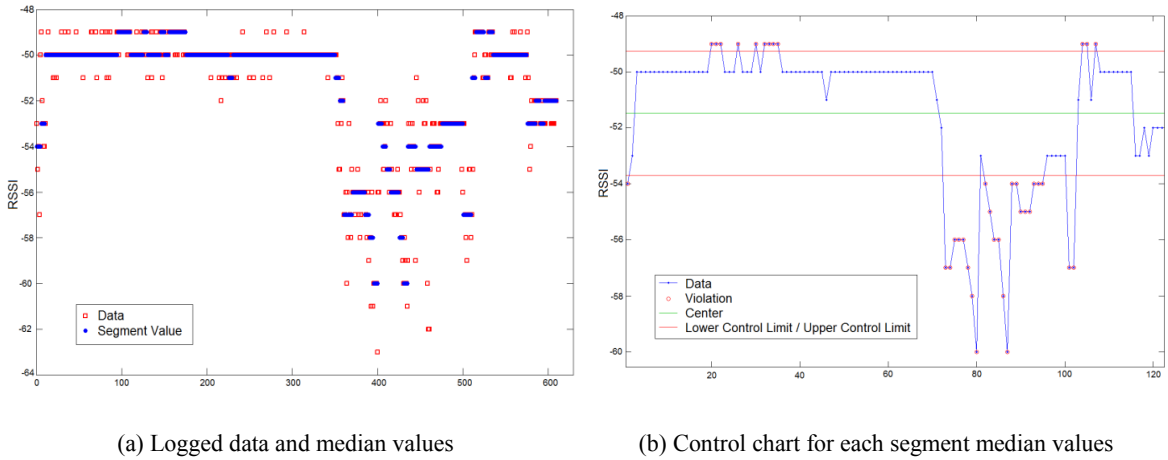 -48
-50
-52
-54
-56
-58
-60
-62
-64
RSSI
0
100
200
300
400
500
600
Data
Segment Value
-48
-50
-52
-54
-56
-58
-60
RSSI
20
40
60
80
100
120
Data
Violation
Center
Lower Control Limit / Upper Control Limit
(a) Logged data and median values
(b) Control chart for each segment median values